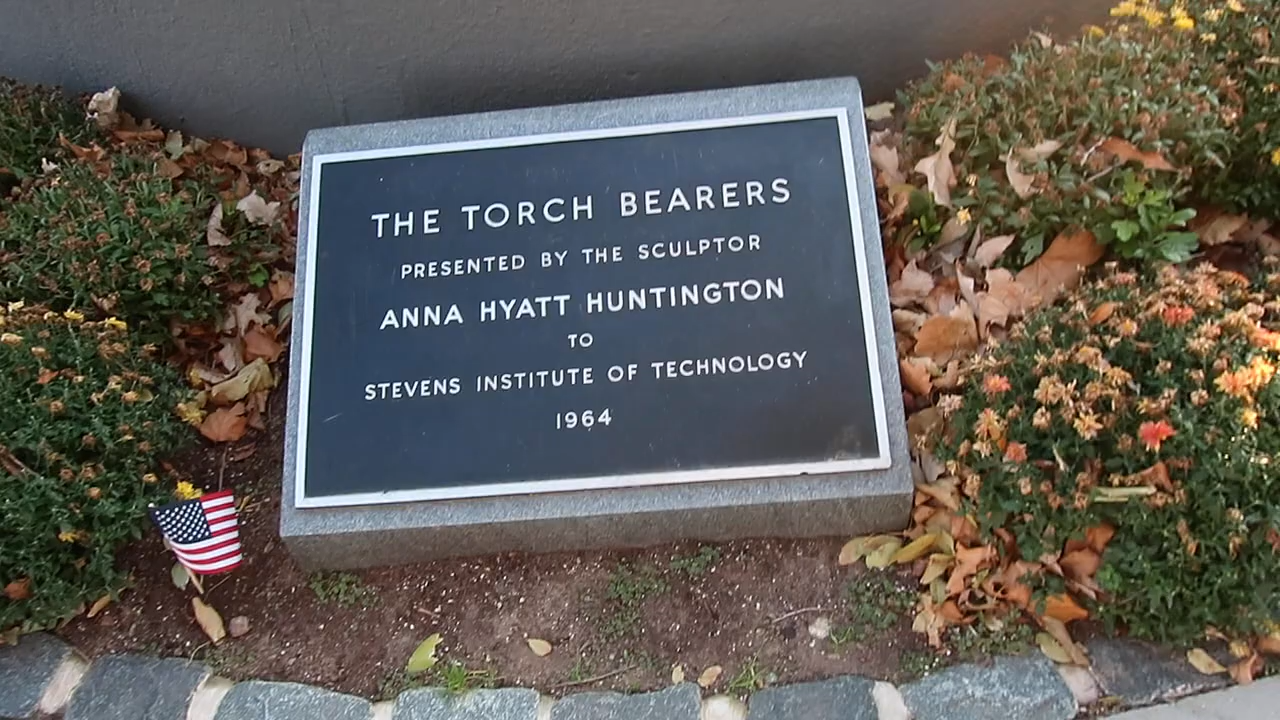 THE TORCH BEARERS
PRESENTED BY THE SCULPTOR
ANNA HYATT HUNTINGTON
TO
STEVENS INSTITUTE OF TECHNOLOGY
1964